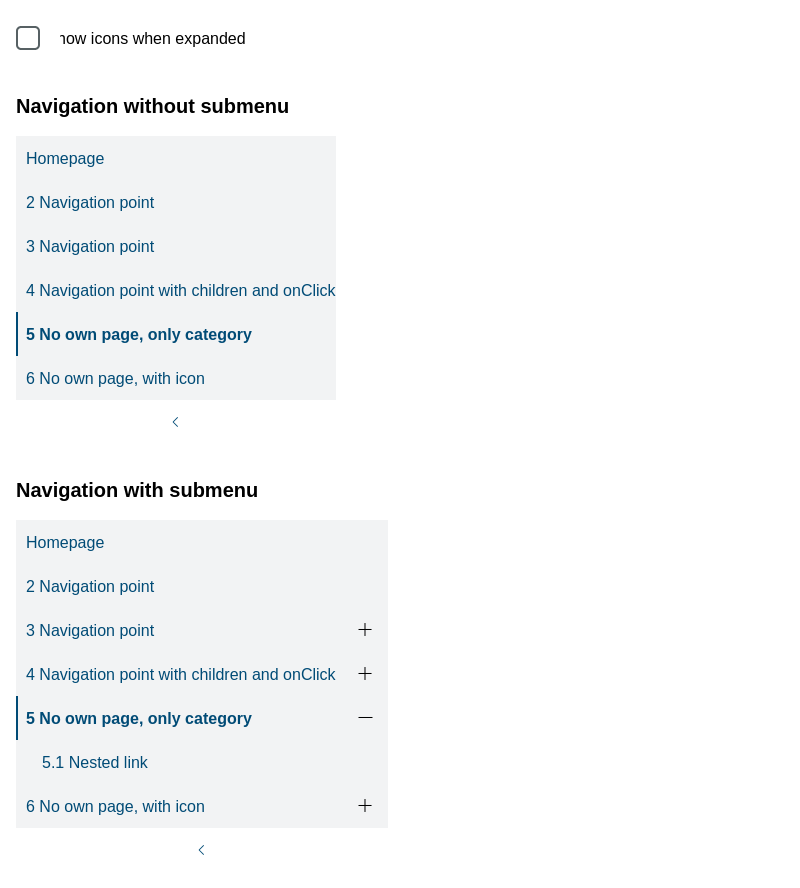 how icons when expanded
Navigation without submenu
Homepage
2 Navigation point
3 Navigation point
4 Navigation point with children and onClick
5 No own page, only category
6 No own page, with icon
Navigation with submenu
Homepage
2 Navigation point
3 Navigation point
4 Navigation point with children and onClick
5 No own page, only category
5.1 Nested link
6 No own page, with icon